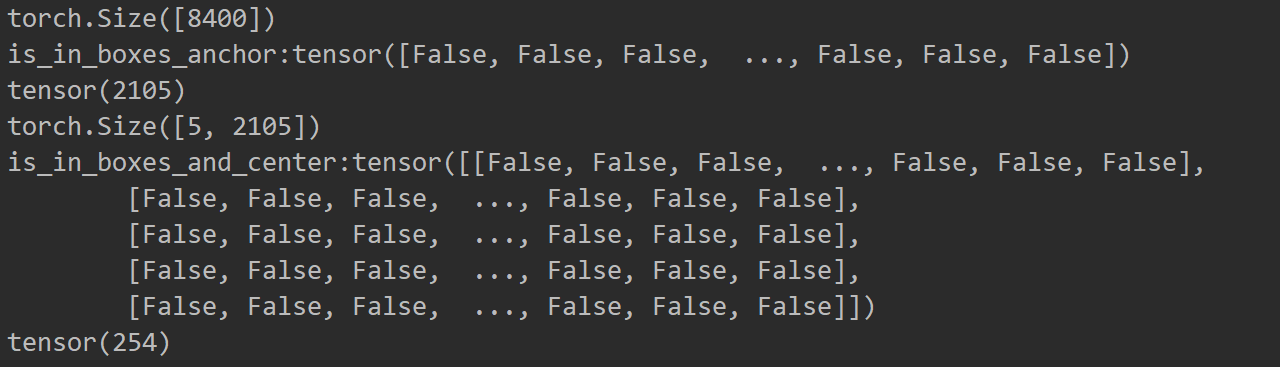 torch.Size([8400])
is_in_boxes_anchor:tensor([False, False, False,  ..., False, False, False])
tensor(2105)
torch.Size([5, 2105])
is_in_boxes_and_center:tensor([[False, False, False,  ..., False, False, False],
        [False, False, False,  ..., False, False, False],
        [False, False, False,  ..., False, False, False],
        [False, False, False,  ..., False, False, False],
        [False, False, False,  ..., False, False, False]])
tensor(254)